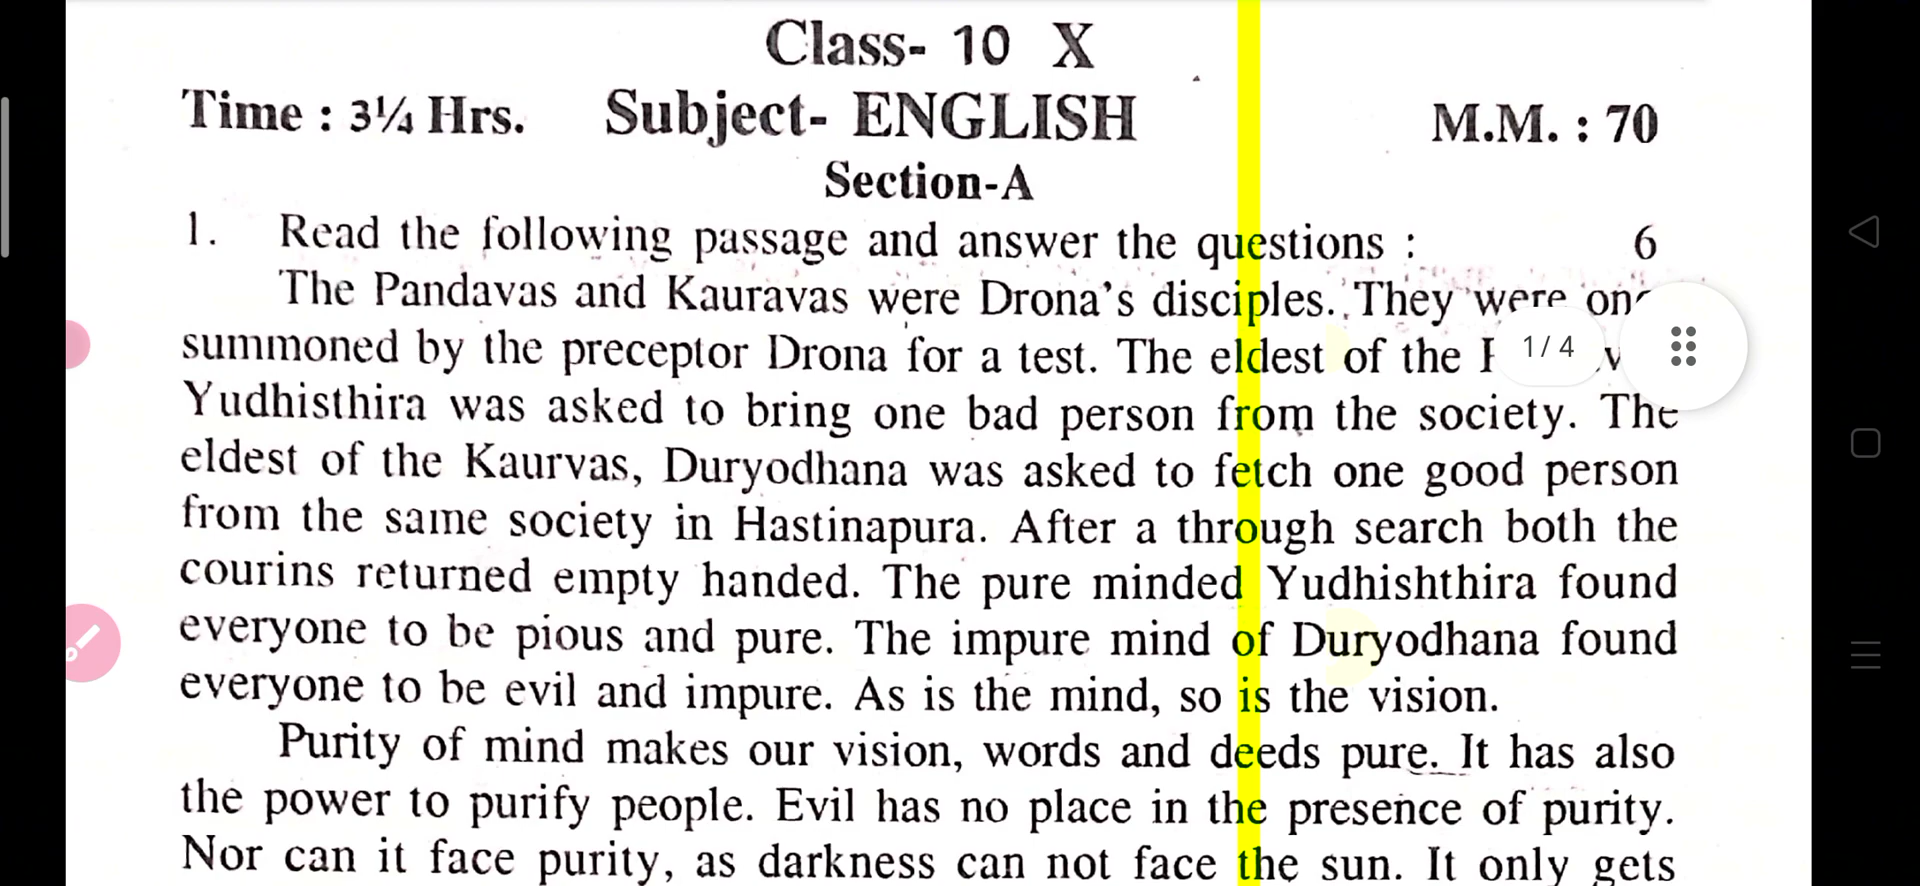 Class- 10 X
Time : 3¼ Hrs. Subject- ENGLISH M.M. : 70
Section-A
1. Read the following passage and answer the questions : 6
The Pandavas and Kauravas were Drona's disciples. They were
summoned by the preceptor Drona for a test. The eldest of the
1/4
Yudhisthira was asked to bring one bad person from the society. The
eldest of the Kaurvas, Duryodhana was asked to fetch one good person
from the same society in Hastinapura. After a through search both the
courins returned empty handed. The pure minded Yudhishthira found
everyone to be pious and pure. The impure mind of Duryodhana found
everyone to be evil and impure. As is the mind, so is the vision.
Purity of mind makes our vision, words and deeds pure. It has also
the power to purify people. Evil has no place in the presence of purity.
Nor can it face purity, as darkness can not face the sun. It only gets